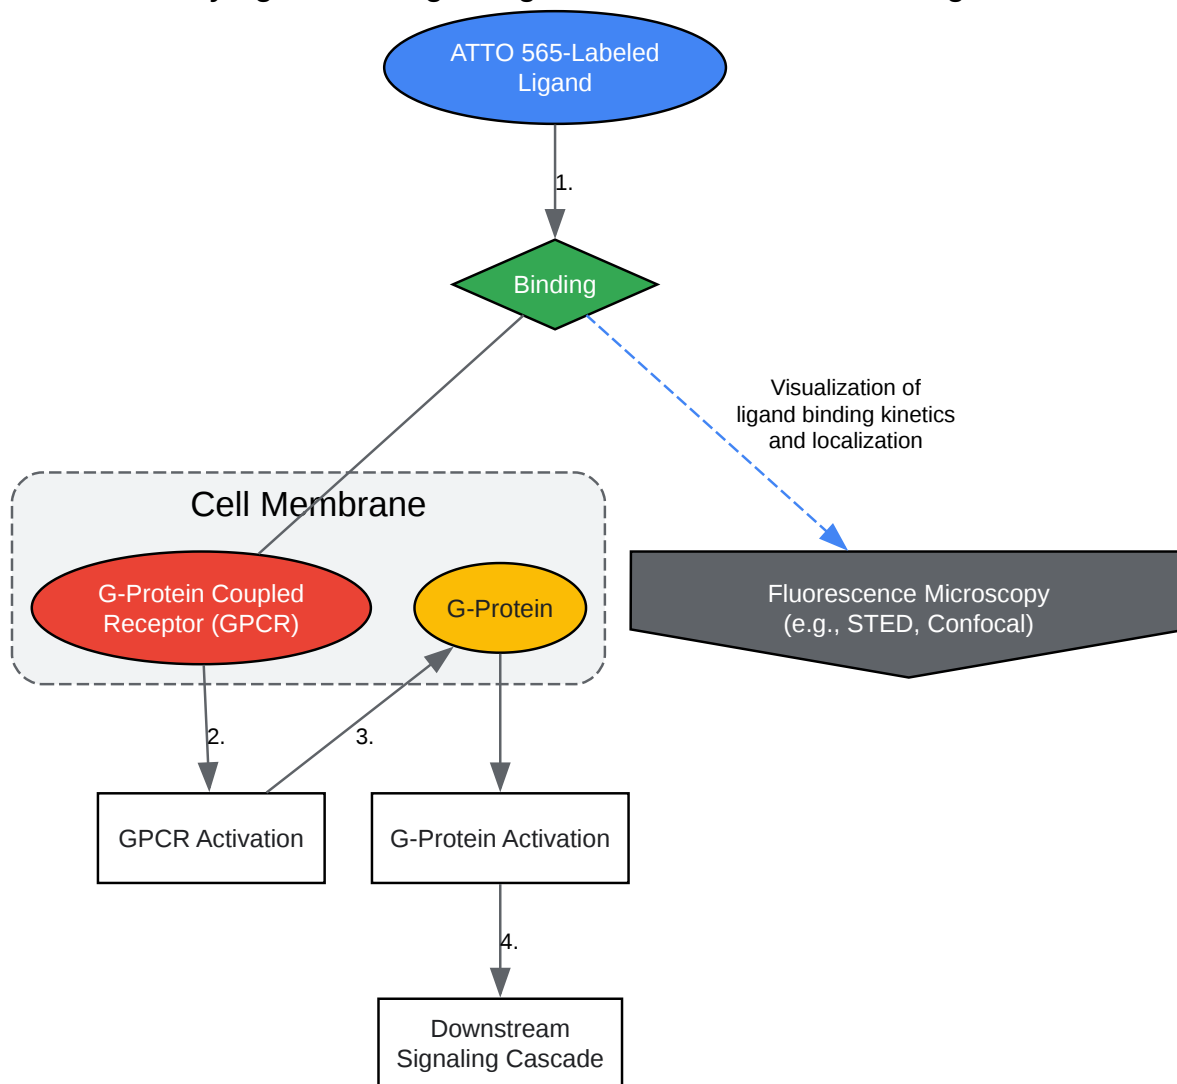 ATTO 565-Labeled
Ligand
1.
Binding
Visualization of
ligand binding kinetics
and localization
Cell Membrane
G-Protein Coupled
Receptor (GPCR)
G-Protein
Fluorescence Microscopy
(e.g., STED, Confocal)
2.
3.
GPCR Activation
G-Protein Activation
4.
Downstream
Signaling Cascade